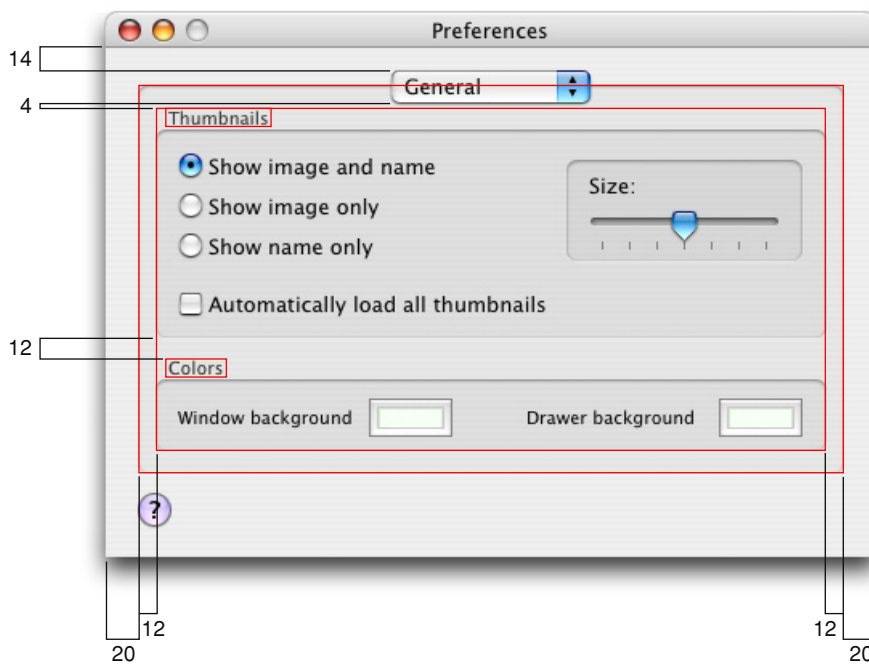 Preferences
14
General
4
Thumbnails
Show image and name
Size:
Show image only
Show name only
Automatically load all thumbnails
12
Colors
Window background
Drawer background
?
12
12
20
20